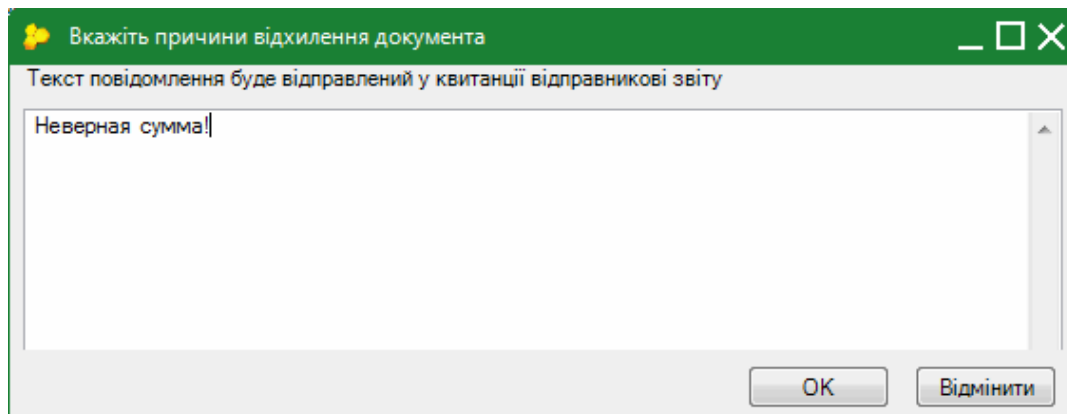 Вкажіть причини відхилення документа
Текст повідомлення буде відправлений у квитанції відправникові звіту
Неверная сумма!
OK
Відмінити